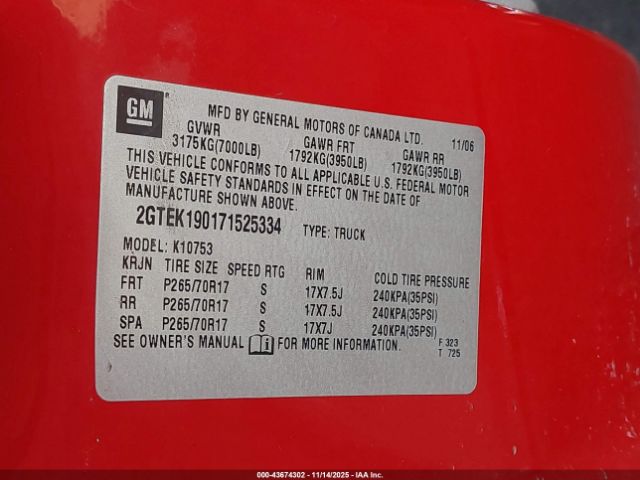 GM
MFD BY GENERAL MOTORS OF CANADA LTD. 11/06
GVWR GAWR FRT GAWR RR
3175KG(7000LB) 1792KG(3950LB) 1792KG(3950LB)
THIS VEHICLE CONFORMS TO ALL APPLICABLE U.S. FEDERAL MOTOR
VEHICLE SAFETY STANDARDS IN EFFECT ON THE DATE OF
MANUFACTURE SHOWN ABOVE.
2GTEK190171525334 TYPE: TRUCK
MODEL: K10753
KRJN TIRE SIZE SPEED RTG RIM COLD TIRE PRESSURE
FRT P265/70R17 S 17X7.5J 240KPA(35PSI)
RR P265/70R17 S 17X7.5J 240KPA(35PSI)
SPA P265/70R17 S 17X7J 240KPA(35PSI)
SEE OWNER'S MANUAL i FOR MORE INFORMATION. F 323
T 725
000-43674302 - 11/14/2025 - IAA Inc.